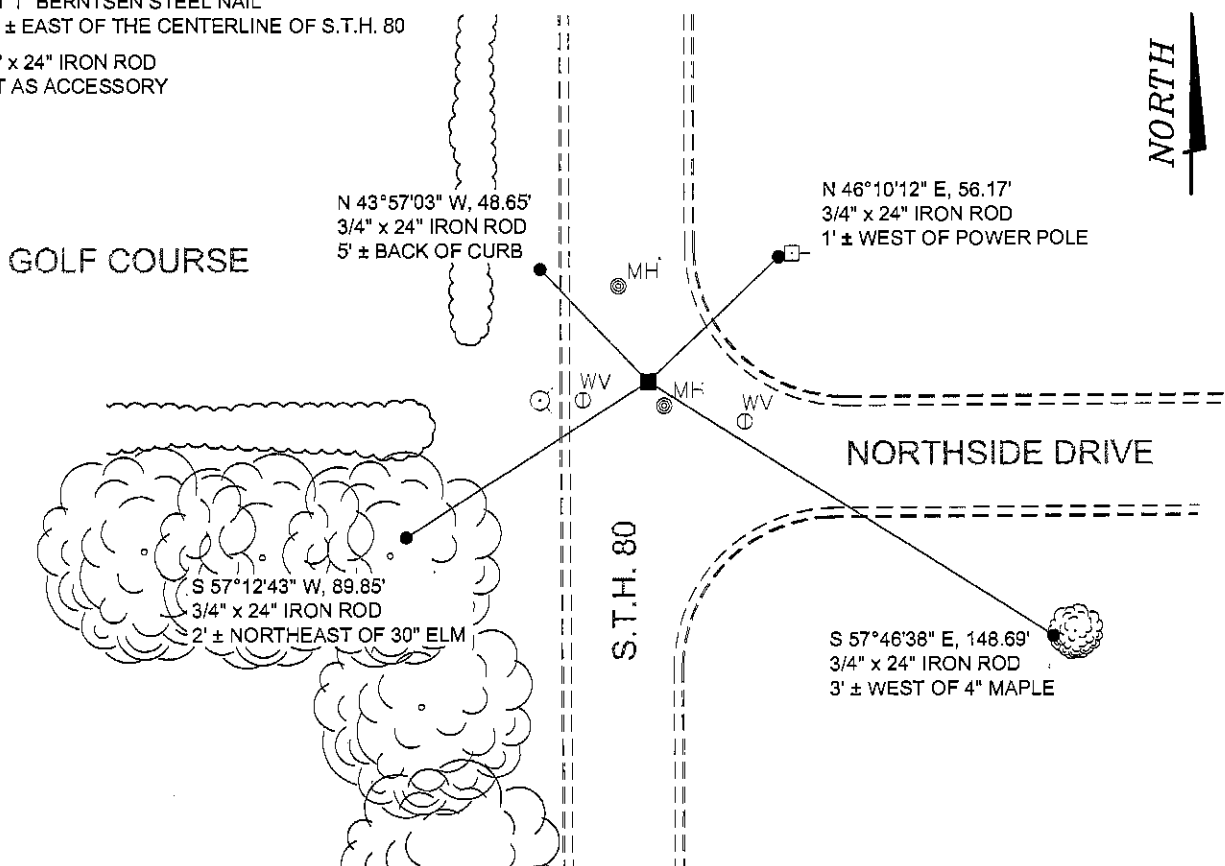 BERNTSEN STEEL NAIL
± EAST OF THE CENTERLINE OF S.T.H. 80
x 24" IRON ROD
AS ACCESSORY
NORTH
N 43°57'03" W, 48.65'
3/4" x 24" IRON ROD
5' ± BACK OF CURB
N 46°10'12" E, 56.17'
3/4" x 24" IRON ROD
1' ± WEST OF POWER POLE
GOLF COURSE
MH
WV
MH
WV
NORTHSIDE DRIVE
S.T.H. 80
S 57°12'43" W, 89.85'
3/4" x 24" IRON ROD
2' ± NORTHEAST OF 30" ELM
S 57°46'38" E, 148.69'
3/4" x 24" IRON ROD
3' ± WEST OF 4" MAPLE